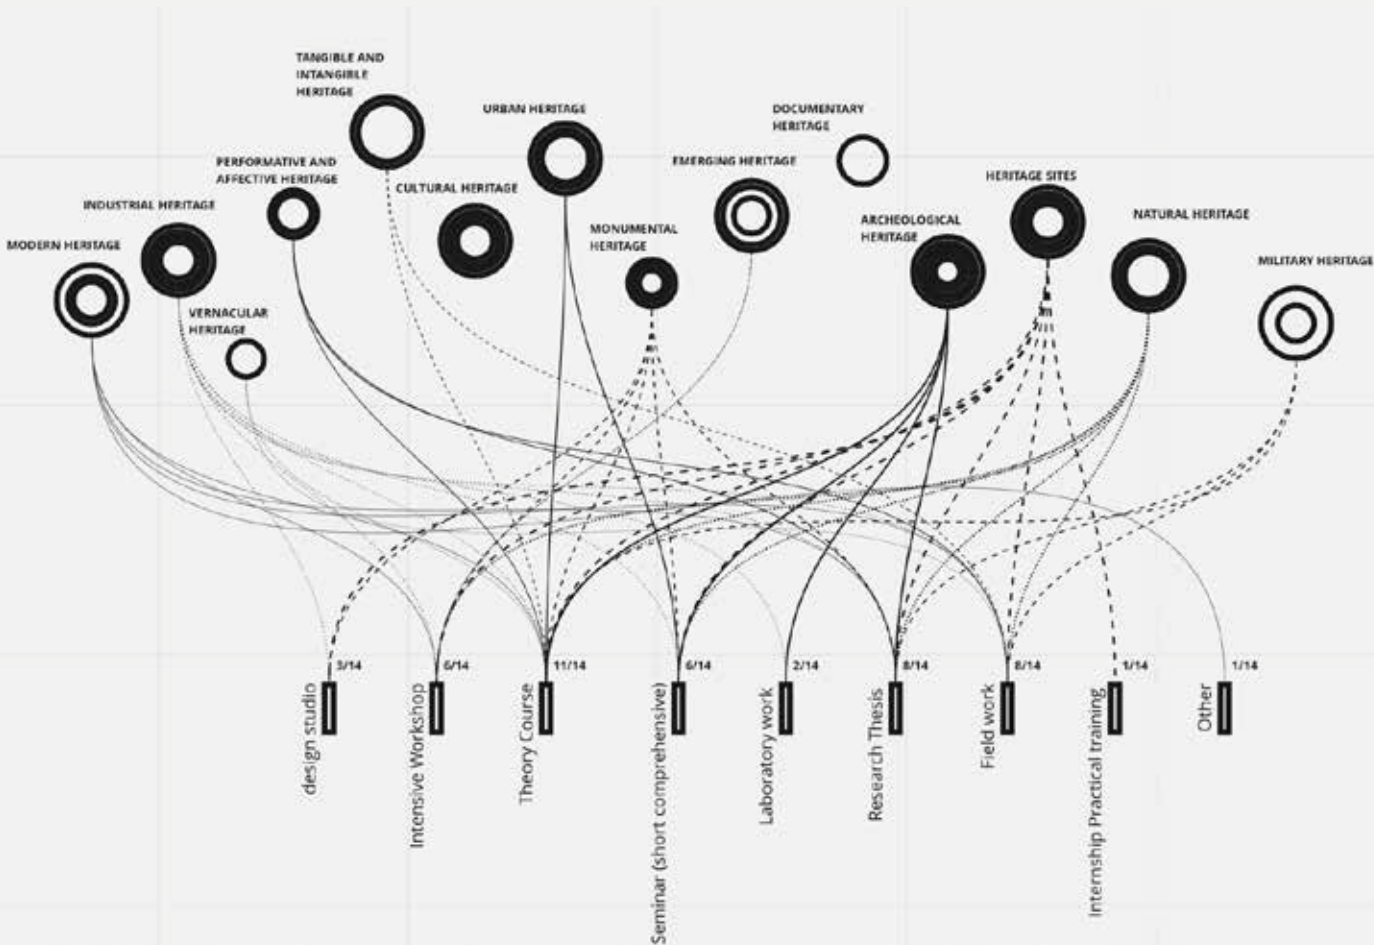 TANGIBLE AND
INTANGIBLE
HERITAGE
URBAN HERITAGE
DOCUMENTARY
HERITAGE
PERFORMATIVE AND
AFFECTIVE HERITAGE
CULTURAL HERITAGE
EMERGING HERITAGE
HERITAGE SITES
INDUSTRIAL HERITAGE
MONUMENTAL
HERITAGE
ARCHEOLOGICAL
HERITAGE
NATURAL HERITAGE
MODERN HERITAGE
MILITARY HERITAGE
VERNACULAR
HERITAGE
3/14
6/14
11/14
6/14
2/14
8/14
8/14
1/14
1/14
design studio
Intensive Workshop
Theory Course
Seminar (short comprehensive)
Laboratory work
Research Thesis
Field work
Internship Practical training
Other